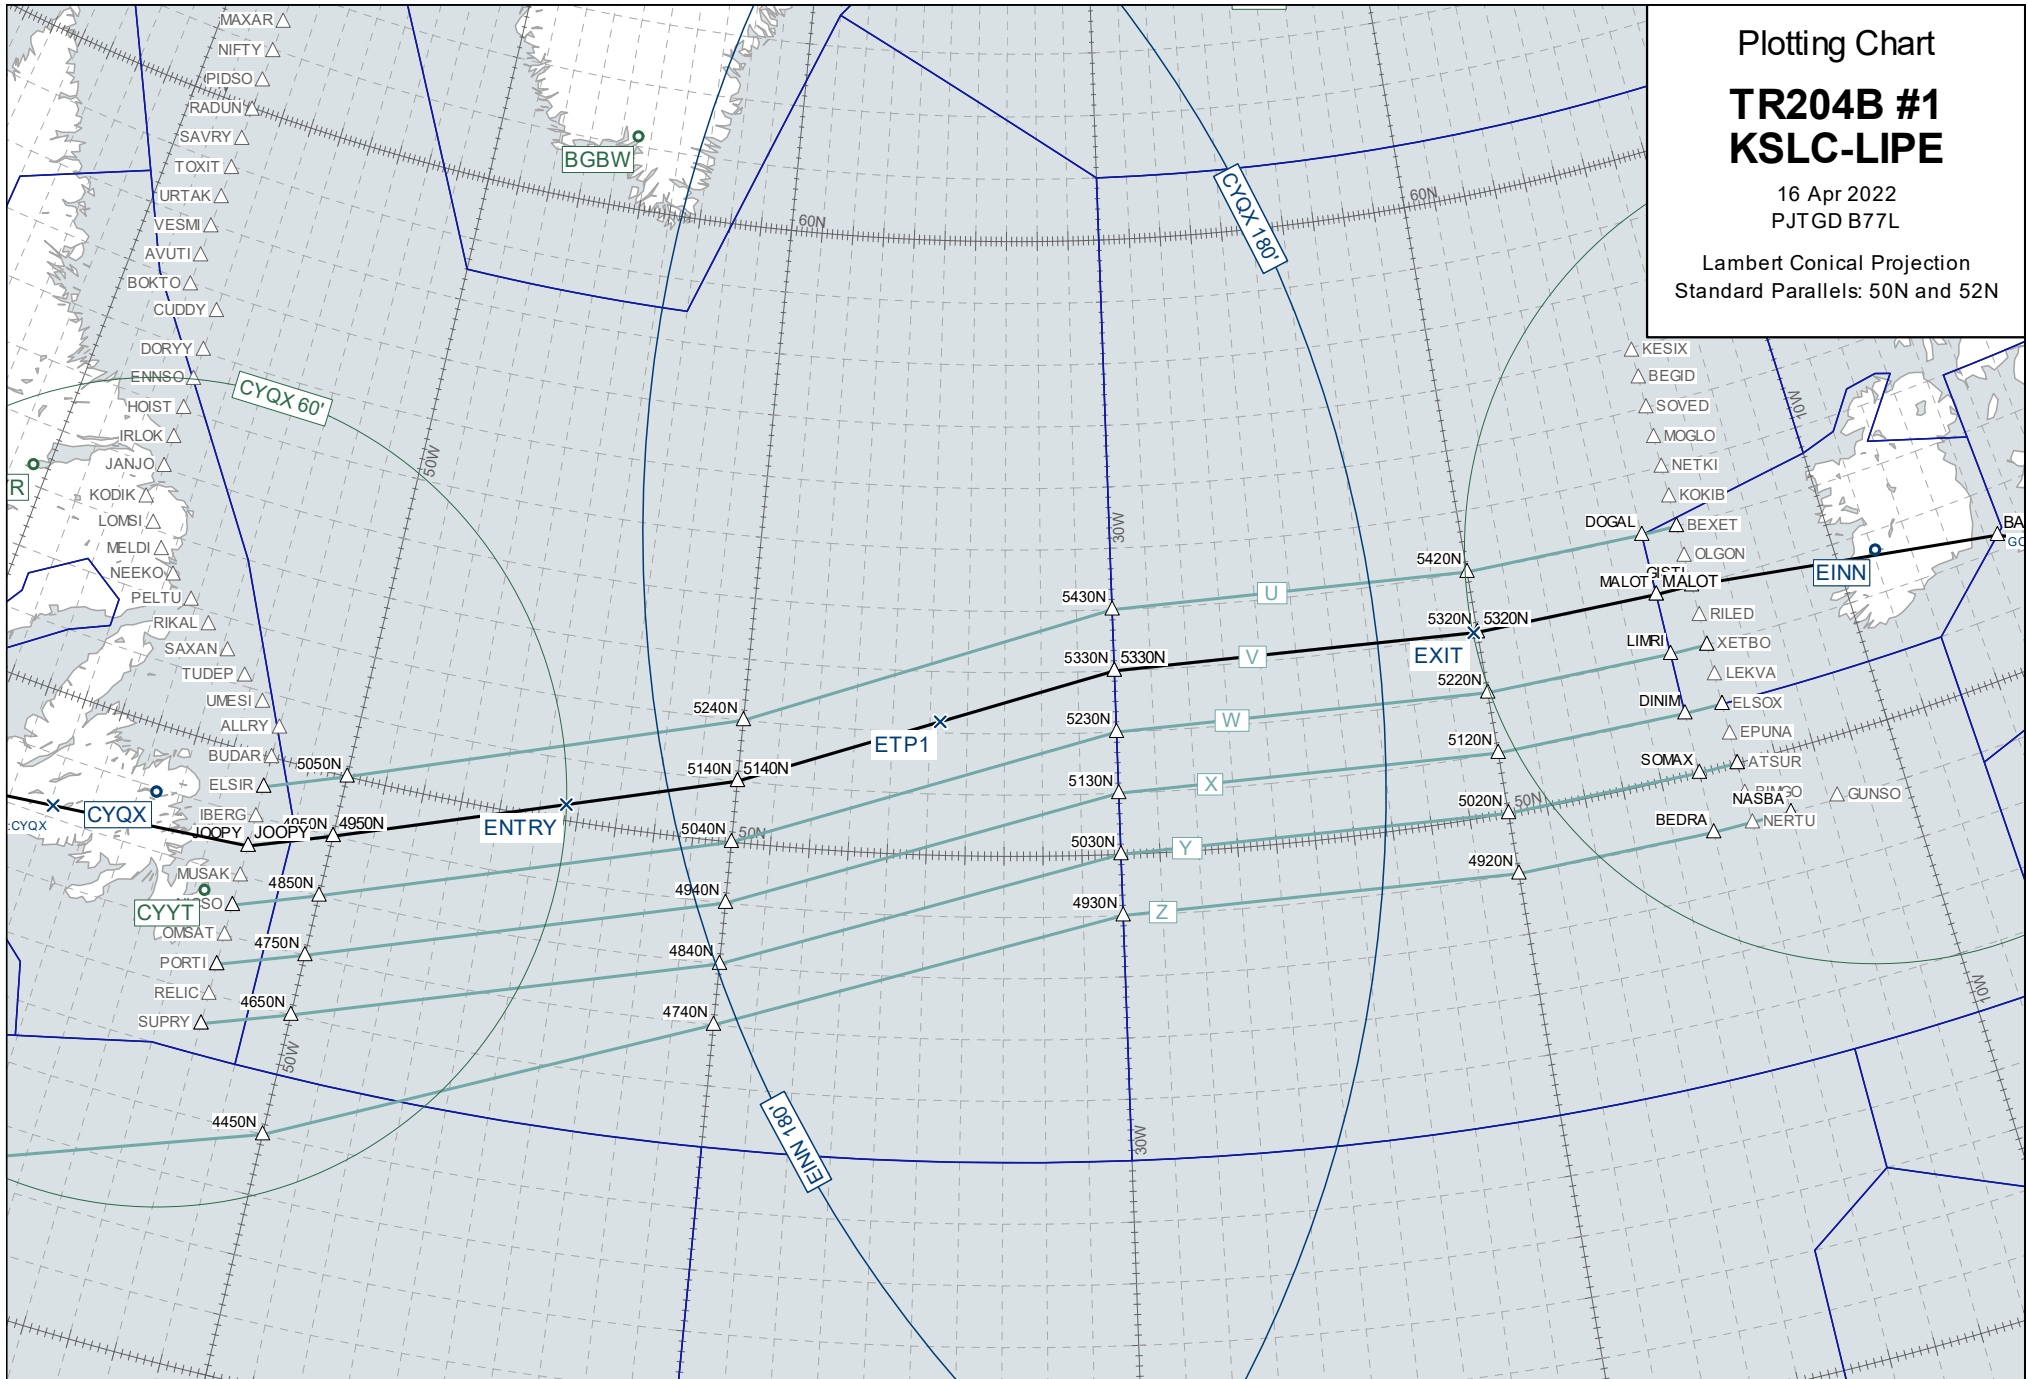 Plotting Chart
TR204B #1
KSLC-LIPE
16 Apr 2022
PJTGD B77L
Lambert Conical Projection
Standard Parallels: 50N and 52N
MAXAR
NIFTY
PIDSO
RADUN
SAVRY
TOXIT
URTAK
VESMI
AVUTI
BOKTO
CUDDY
DORYY
ENNSO
HOIST
IRLOK
JANJO
KODIK
LOMSI
MELDI
NEEKO
PELTU
RIKAL
SAXAN
TUDEP
UMESI
ALLRY
BUDAR
ELSIR
IBERG
JOOPY
JOOPY
MUSAK
OMSAT
PORTI
RELIC
SUPRY
BGBW
CYQX 60'
CYQX 180'
EINN 180'
CYQX
:CYQX
CYYT
ENTRY
ETP1
EXIT
EINN
60N
60N
50W
50W
50N
50N
30W
30W
10W
10W
5050N
4950N
4950N
4850N
4750N
4650N
4450N
5240N
5140N
5140N
5040N
4940N
4840N
4740N
5430N
5330N
5330N
5230N
5130N
5030N
4930N
U
V
W
X
Y
Z
5420N
5320N
5320N
5220N
5120N
5020N
4920N
KESIX
BEGID
SOVED
MOGLO
NETKI
KOKIB
DOGAL
BEXET
OLGON
GISTI
MALOT
MALOT
RILED
LIMRI
XETBO
LEKVA
DINIM
ELSOX
EPUNA
SOMAX
ATSUR
NASBA
GUNSO
BEDRA
NERTU
BA
GO